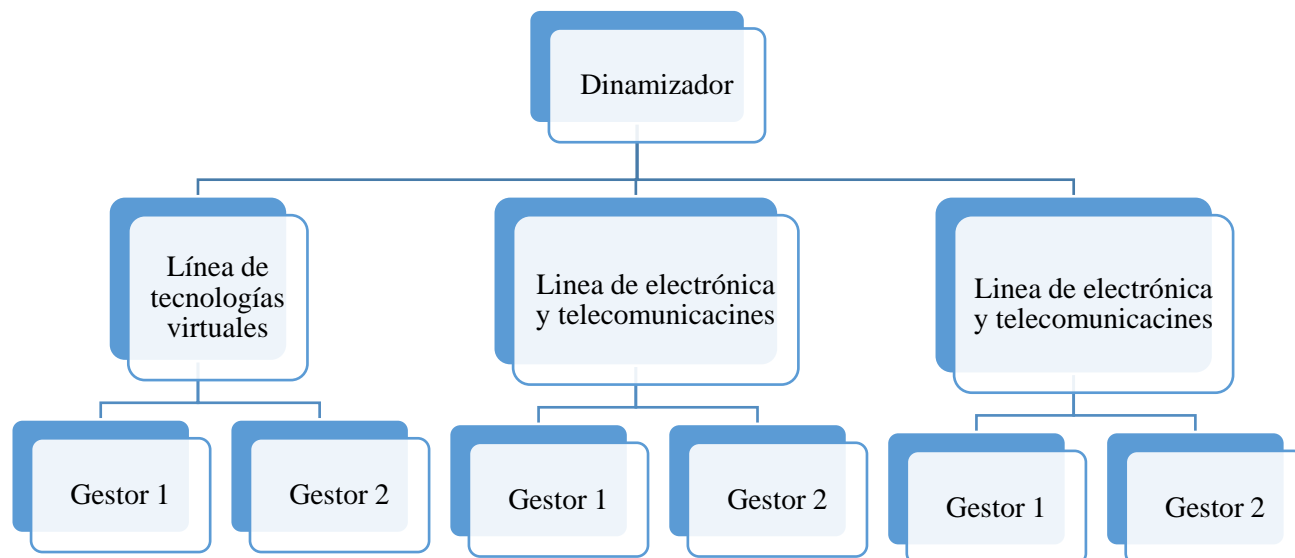 Dinamizador
Línea de
tecnologías
virtuales
Linea de electrónica
y telecomunicacines
Linea de electrónica
y telecomunicacines
Gestor 1
Gestor 2
Gestor 1
Gestor 2
Gestor 1
Gestor 2